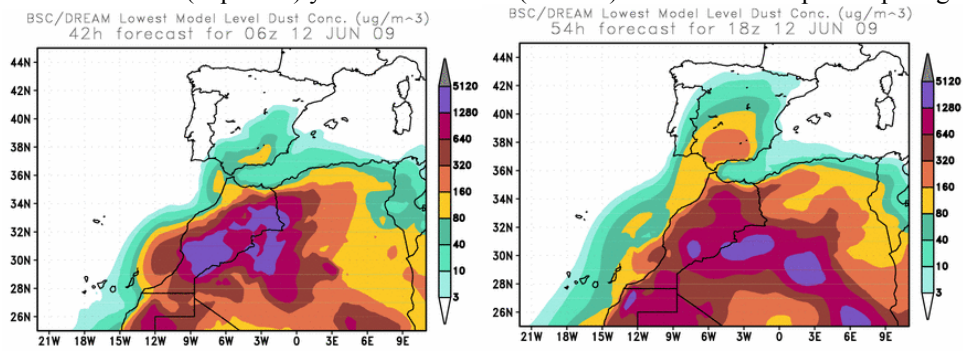 BSC/DREAM Lowest Model Level Dust Conc. (ug/m^3)
42h forecast for 06z 12 JUN 09
44N
42N
40N
38N
36N
34N
32N
30N
28N
26N
21W 18W 15W 12W 9W 6W 3W 0 3E 6E 9E
5120
1280
640
320
160
80
40
10
3
BSC/DREAM Lowest Model Level Dust Conc. (ug/m^3)
54h forecast for 18z 12 JUN 09
44N
42N
40N
38N
36N
34N
32N
30N
28N
26N
21W 18W 15W 12W 9W 6W 3W 0 3E 6E 9E
5120
1280
640
320
160
80
40
10
3